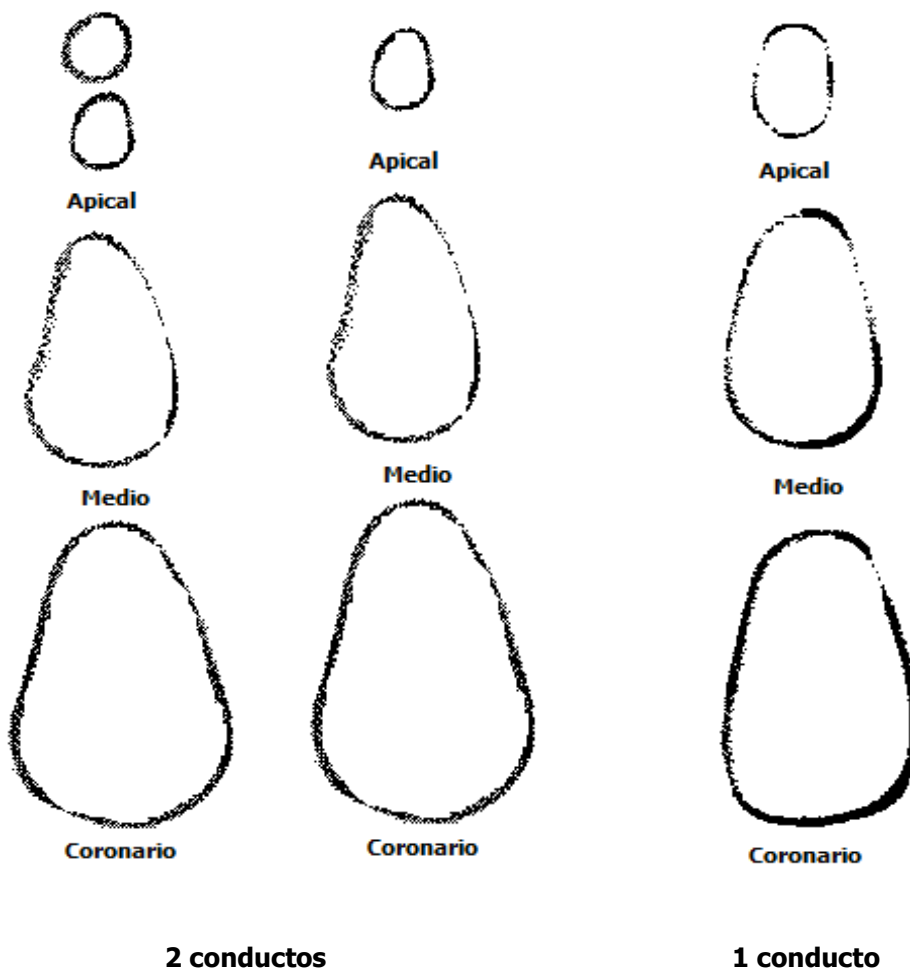 Apical
Apical
Apical
Medio
Medio
Medio
Coronario
Coronario
Coronario
2 conductos
1 conducto